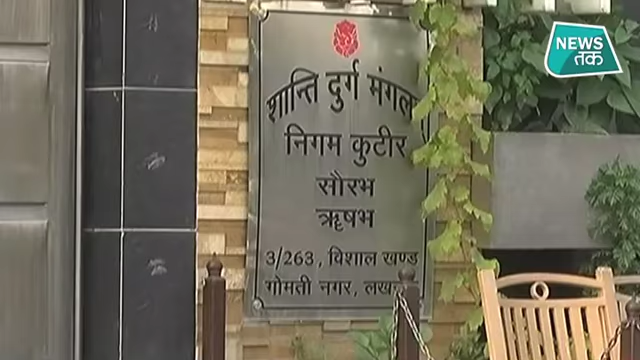 NEWS
तक
शान्ति दुर्ग मंगल
निगम कुटीर
सौरभ
ऋषभ
3/263, विशाल खण्ड
गोमती नगर,